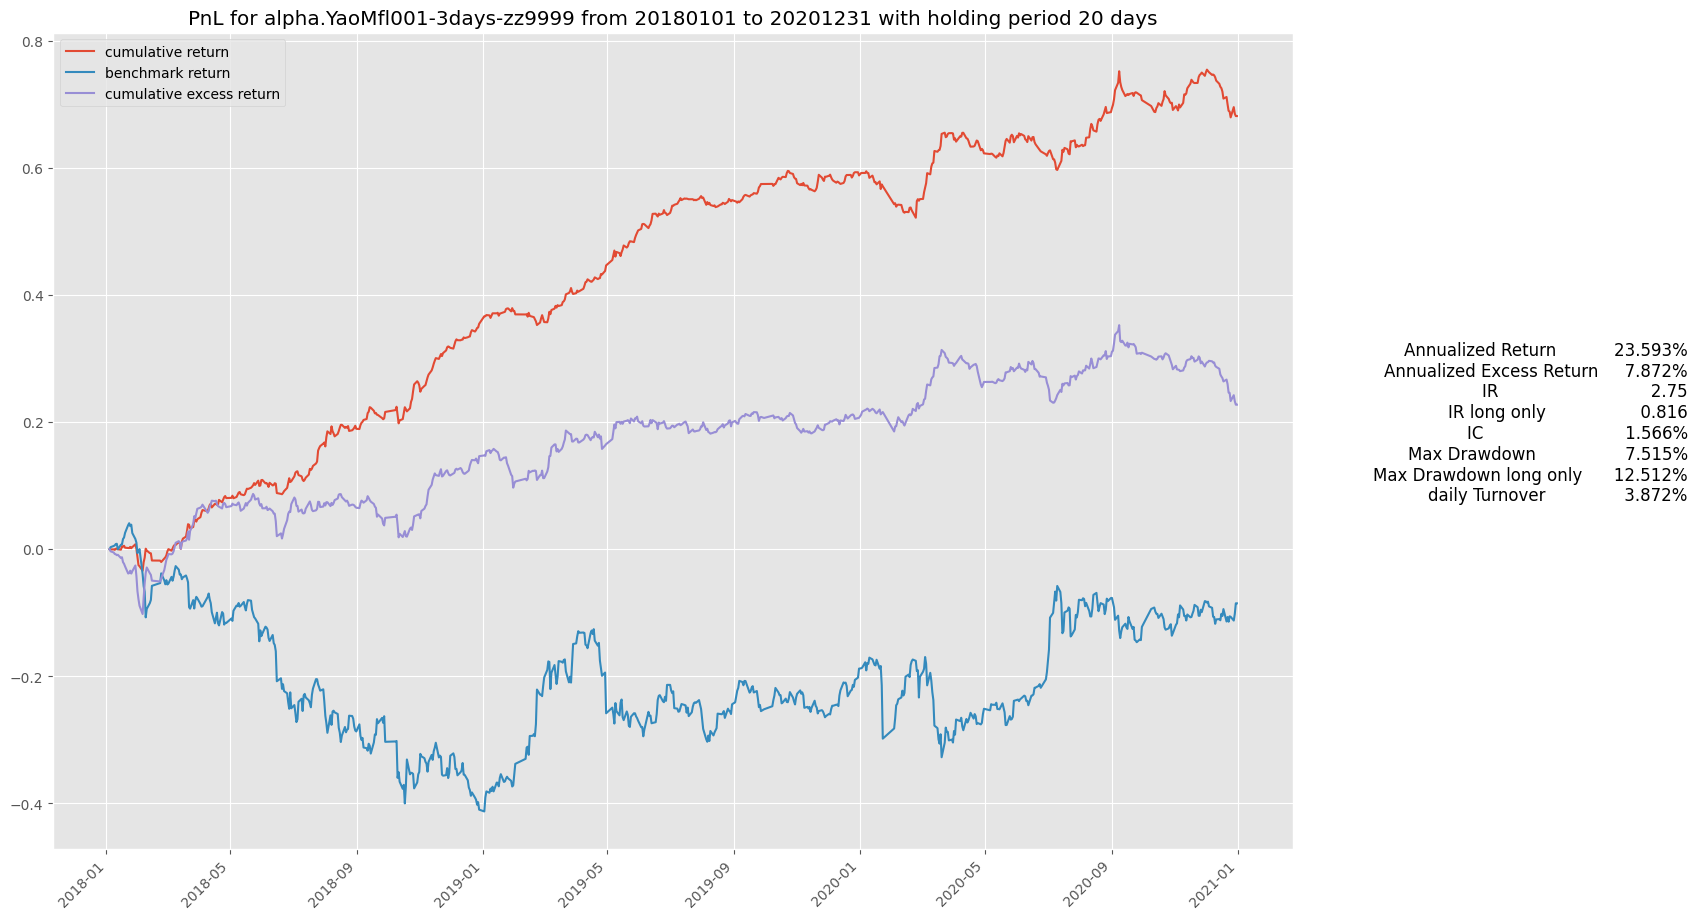 PnL for alpha.YaoMfl001-3days-zz9999 from 20180101 to 20201231 with holding period 20 days
cumulative return
benchmark return
cumulative excess return
0.8
0.6
0.4
0.2
0.0
−0.2
−0.4
2018-01
2018-05
2018-09
2019-01
2019-05
2019-09
2020-01
2020-05
2020-09
2021-01
Annualized Return 23.593%
Annualized Excess Return 7.872%
IR 2.75
IR long only 0.816
IC 1.566%
Max Drawdown 7.515%
Max Drawdown long only 12.512%
daily Turnover 3.872%